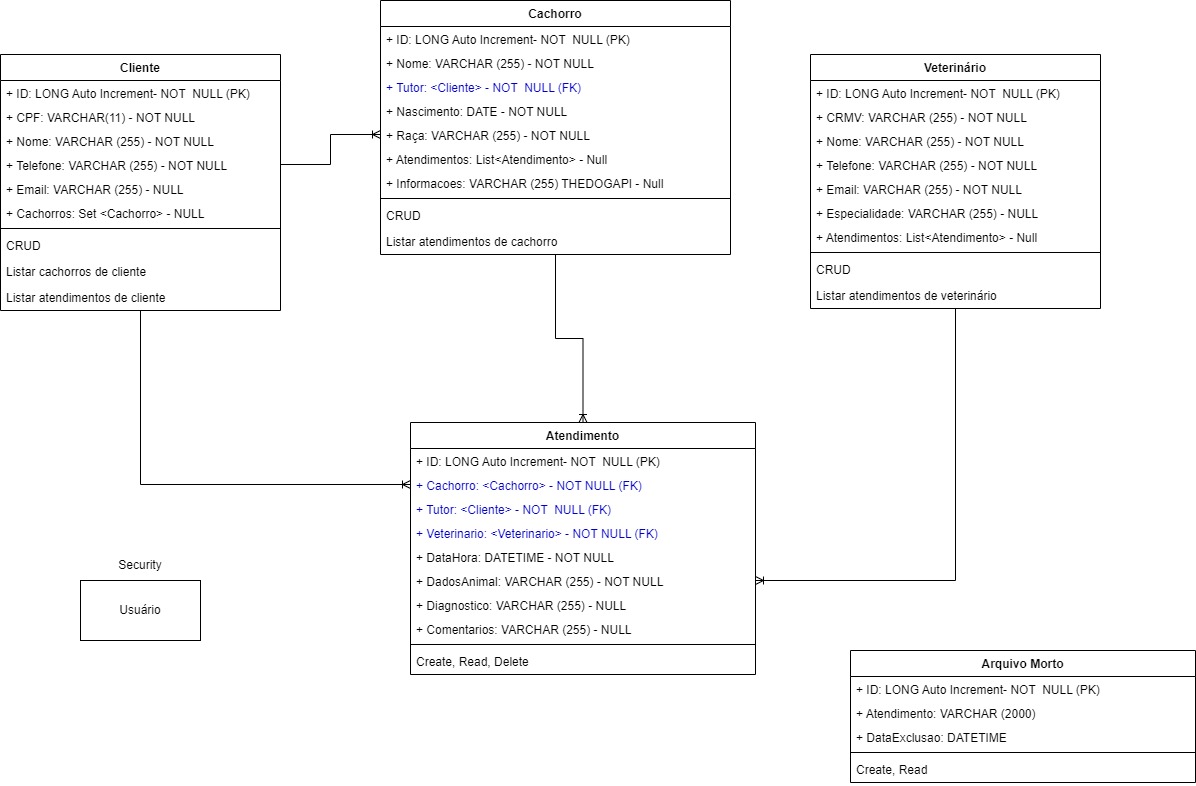 Cachorro
+ ID: LONG Auto Increment- NOT  NULL (PK)
+ Nome: VARCHAR (255) - NOT NULL
+ Tutor: <Cliente> - NOT  NULL (FK)
+ Nascimento: DATE - NOT NULL
+ Raça: VARCHAR (255) - NOT NULL
+ Atendimentos: List<Atendimento> - Null
+ Informacoes: VARCHAR (255) THEDOGAPI - Null
CRUD
Listar atendimentos de cachorro
Cliente
+ ID: LONG Auto Increment- NOT  NULL (PK)
+ CPF: VARCHAR(11) - NOT NULL
+ Nome: VARCHAR (255) - NOT NULL
+ Telefone: VARCHAR (255) - NOT NULL
+ Email: VARCHAR (255) - NULL
+ Cachorros: Set <Cachorro> - NULL
CRUD
Listar cachorros de cliente
Listar atendimentos de cliente
Veterinário
+ ID: LONG Auto Increment- NOT  NULL (PK)
+ CRMV: VARCHAR (255) - NOT NULL
+ Nome: VARCHAR (255) - NOT NULL
+ Telefone: VARCHAR (255) - NOT NULL
+ Email: VARCHAR (255) - NOT NULL
+ Especialidade: VARCHAR (255) - NULL
+ Atendimentos: List<Atendimento> - Null
CRUD
Listar atendimentos de veterinário
Atendimento
+ ID: LONG Auto Increment- NOT  NULL (PK)
+ Cachorro: <Cachorro> - NOT NULL (FK)
+ Tutor: <Cliente> - NOT  NULL (FK)
+ Veterinario: <Veterinario> - NOT NULL (FK)
+ DataHora: DATETIME - NOT NULL
+ DadosAnimal: VARCHAR (255) - NOT NULL
+ Diagnostico: VARCHAR (255) - NULL
+ Comentarios: VARCHAR (255) - NULL
Create, Read, Delete
Security
Usuário
Arquivo Morto
+ ID: LONG Auto Increment- NOT  NULL (PK)
+ Atendimento: VARCHAR (2000)
+ DataExclusao: DATETIME
Create, Read